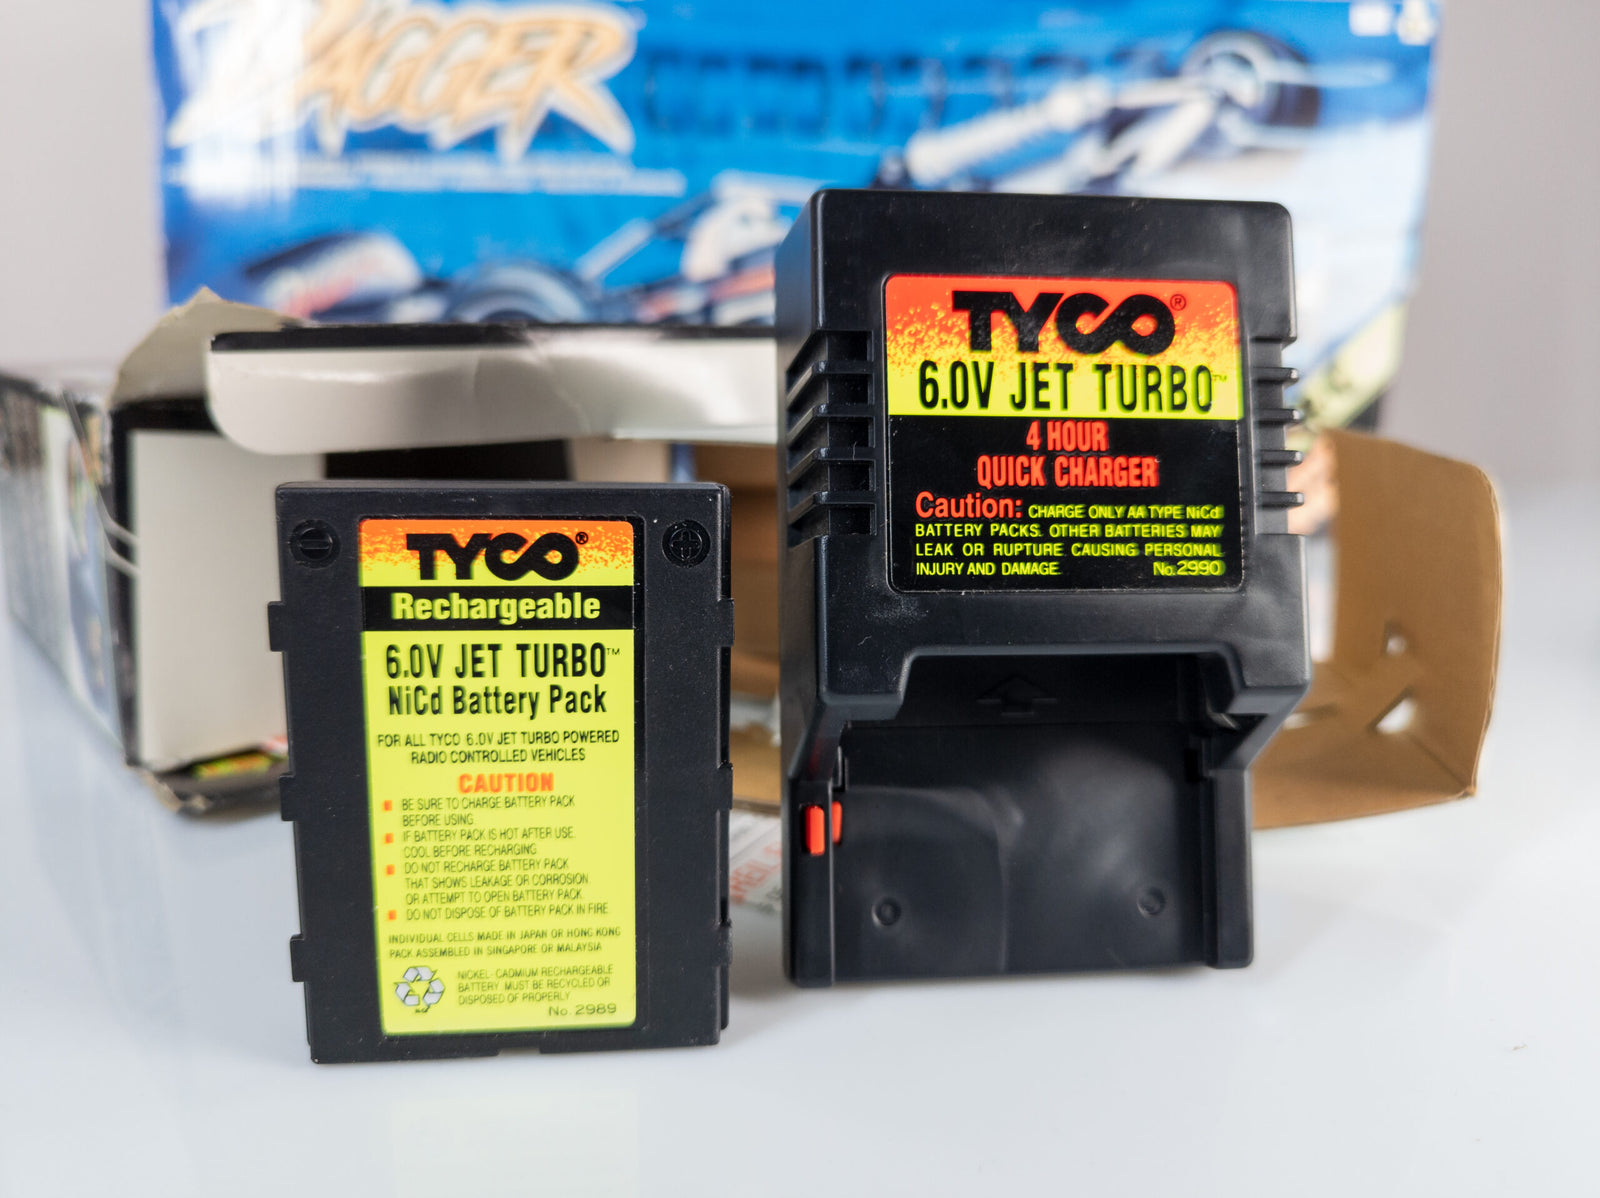 TYCO®
Rechargeable
6.0V JET TURBO™
NiCd Battery Pack
FOR ALL TYCO 6.0V JET TURBO POWERED
RADIO CONTROLLED VEHICLES
CAUTION
BE SURE TO CHARGE BATTERY PACK
BEFORE USING
IF BATTERY PACK IS HOT AFTER USE.
COOL BEFORE RECHARGING
DO NOT RECHARGE BATTERY PACK
THAT SHOWS LEAKAGE OR CORROSION.
OR ATTEMPT TO OPEN BATTERY PACK.
DO NOT DISPOSE OF BATTERY PACK IN FIRE.
INDIVIDUAL CELLS MADE IN JAPAN OR HONG KONG
PACK ASSEMBLED IN SINGAPORE OR MALAYSIA
NICKEL-CADMIUM RECHARGEABLE
BATTERY MUST BE RECYCLED OR
DISPOSED OF PROPERLY.
No. 2989
TYCO®
6.0V JET TURBO™
4 HOUR
QUICK CHARGER
Caution: CHARGE ONLY AA TYPE NiCd
BATTERY PACKS. OTHER BATTERIES MAY
LEAK OR RUPTURE CAUSING PERSONAL
INJURY AND DAMAGE. No. 2990